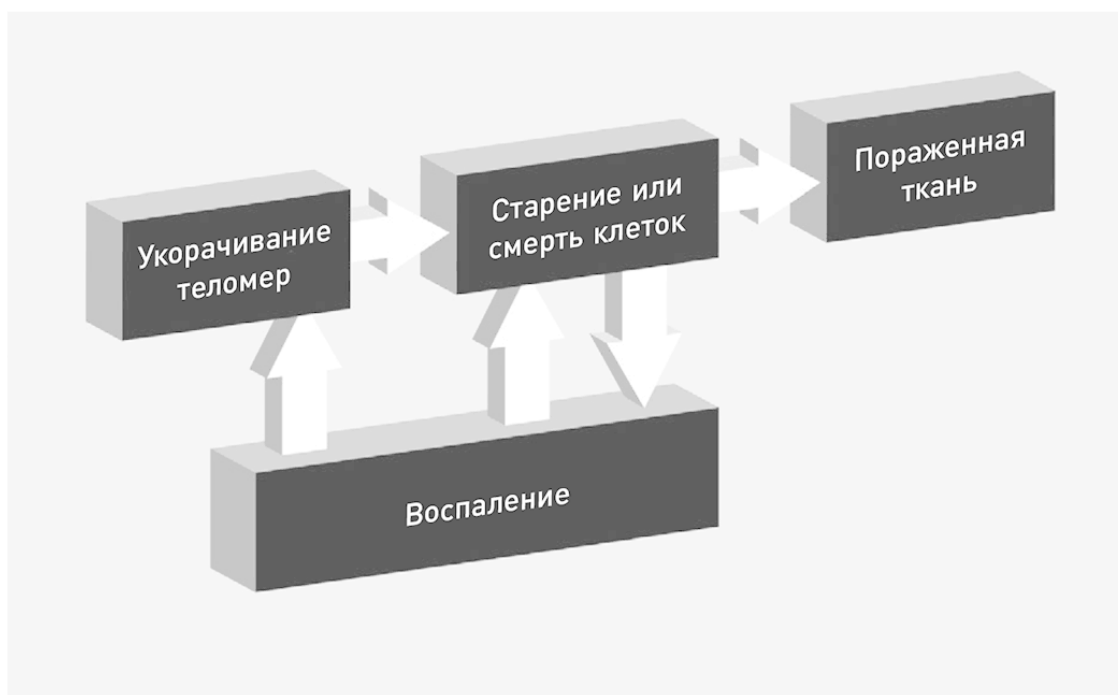 Укорачивание
теломер
Старение или
смерть клеток
Пораженная
ткань
Воспаление